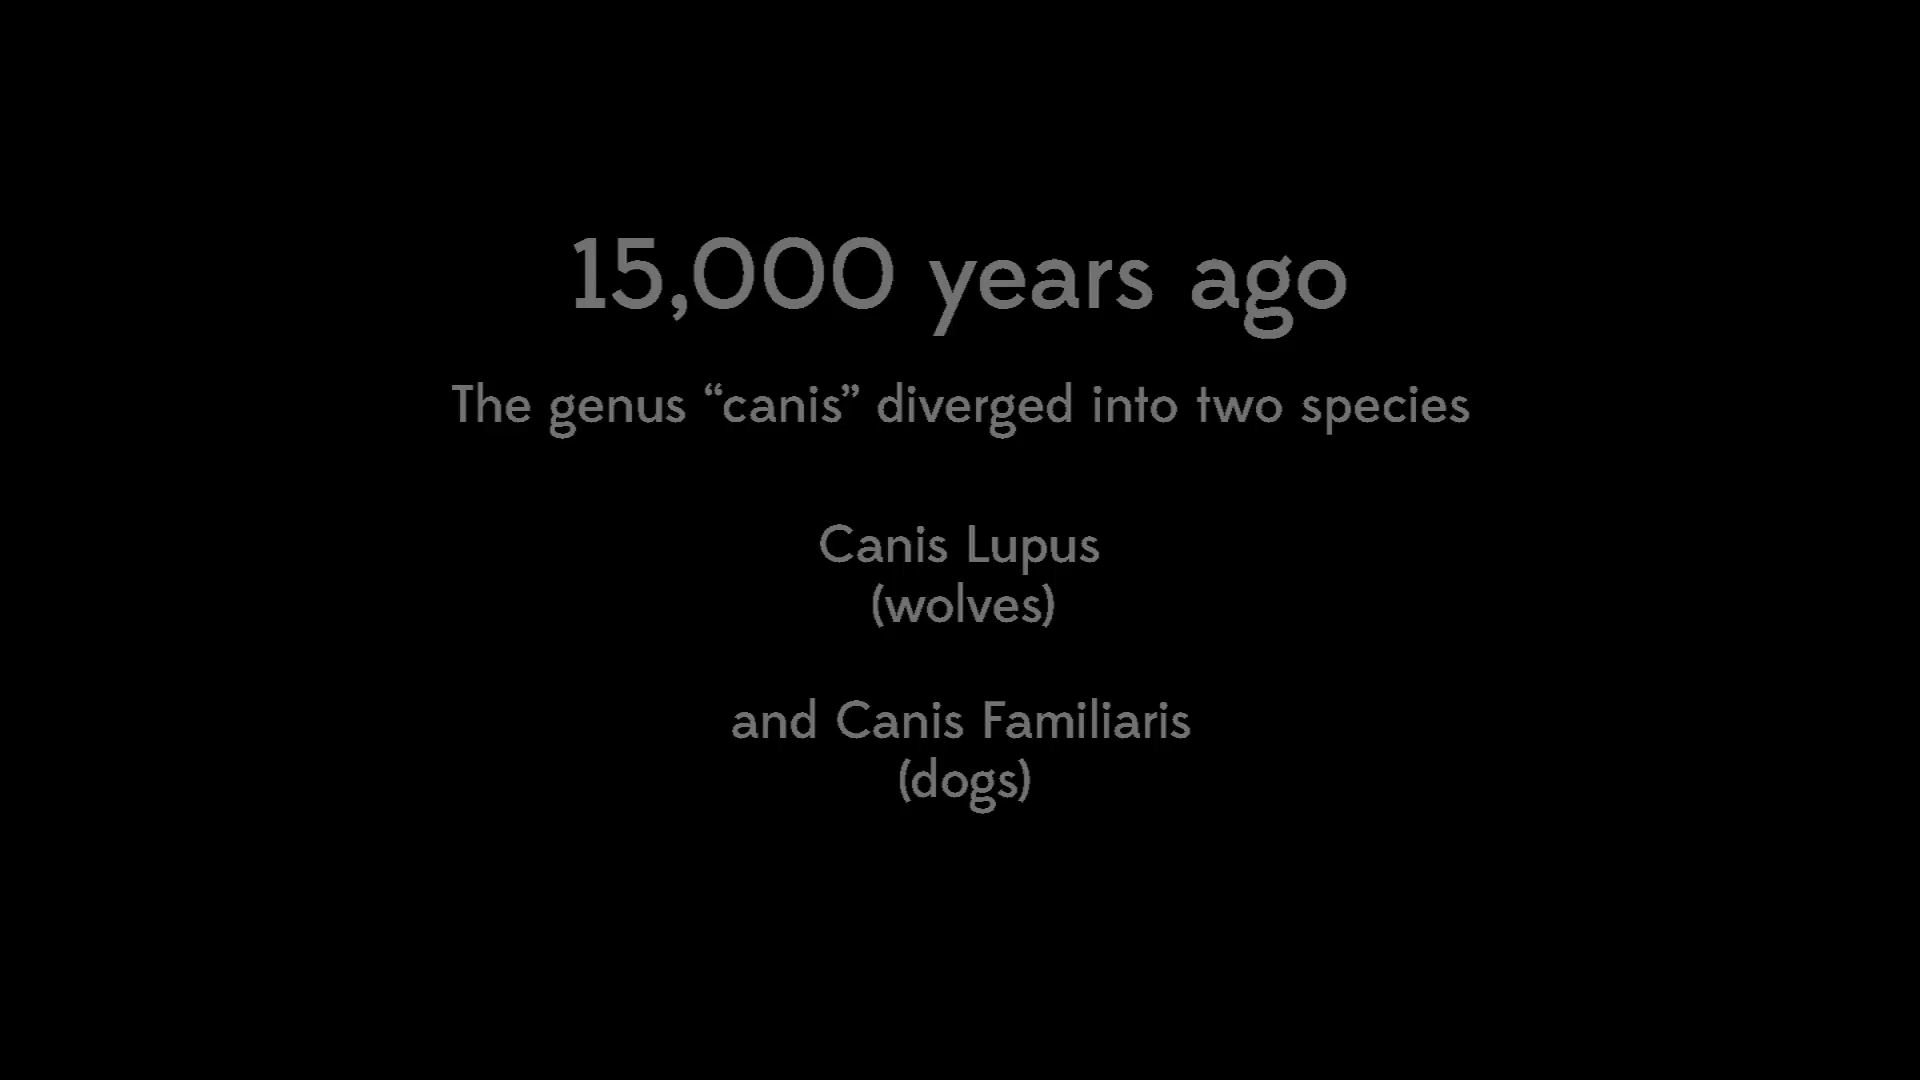 15,000 years ago
The genus “canis” diverged into two species
Canis Lupus
(wolves)
and Canis Familiaris
(dogs)